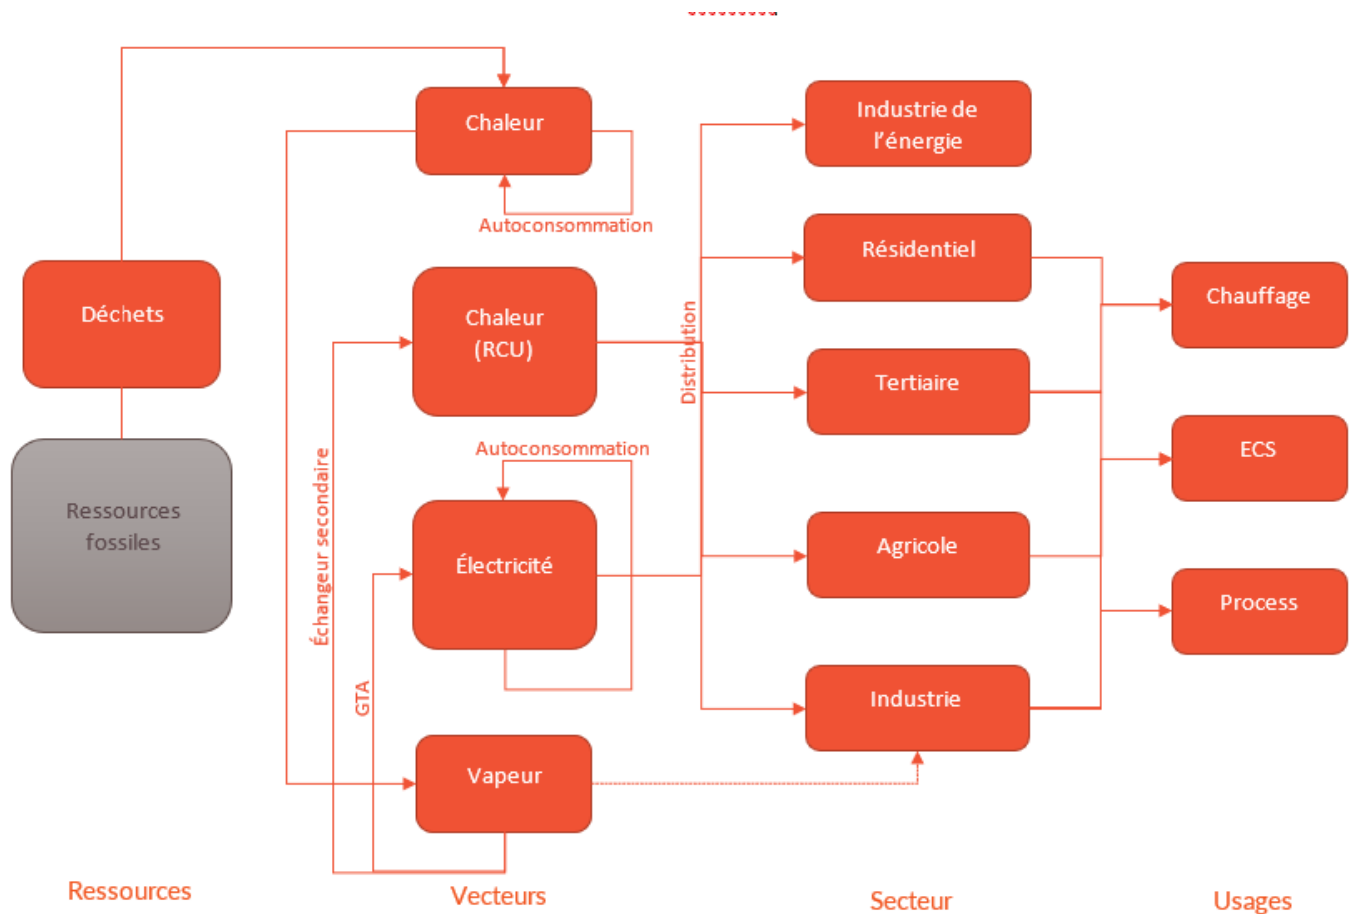 Chaleur
Autoconsommation
Industrie de
l'énergie
Résidentiel
Déchets
Chaleur
(RCU)
Distribution
Chauffage
Tertiaire
Autoconsommation
ECS
Ressources
fossiles
Échangeur secondaire
Électricité
Agricole
Process
GTA
Industrie
Vapeur
Ressources
Vecteurs
Secteur
Usages